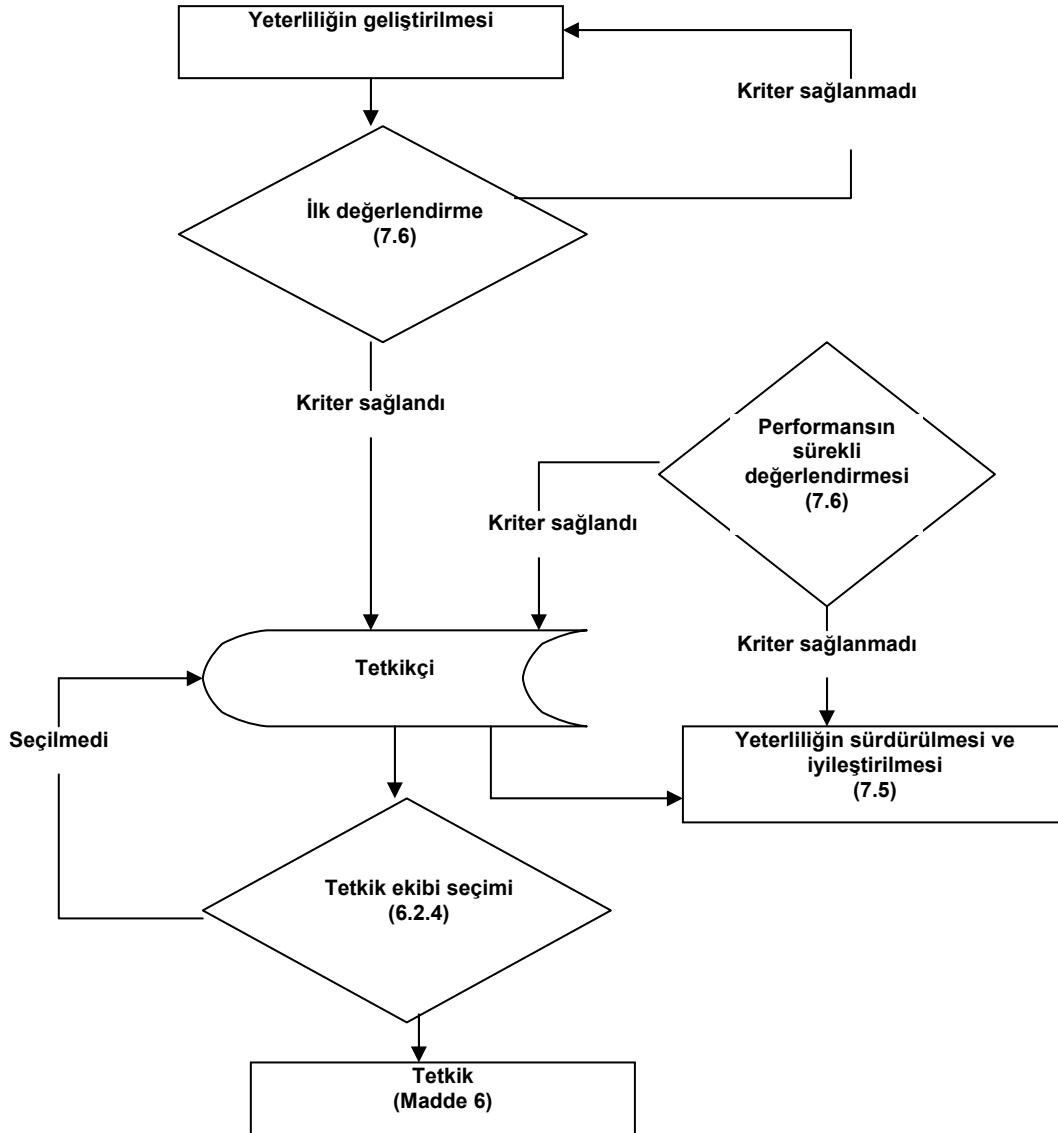 Yeterliliğin geliştirilmesi
Kriter sağlanmadı
İlk değerlendirme
(7.6)
Kriter sağlandı
Performansın
sürekli
değerlendirmesi
(7.6)
Kriter sağlandı
Kriter sağlanmadı
Tetkikçi
Seçilmedi
Yeterliliğin sürdürülmesi ve
iyileştirilmesi
(7.5)
Tetkik ekibi seçimi
(6.2.4)
Tetkik
(Madde 6)